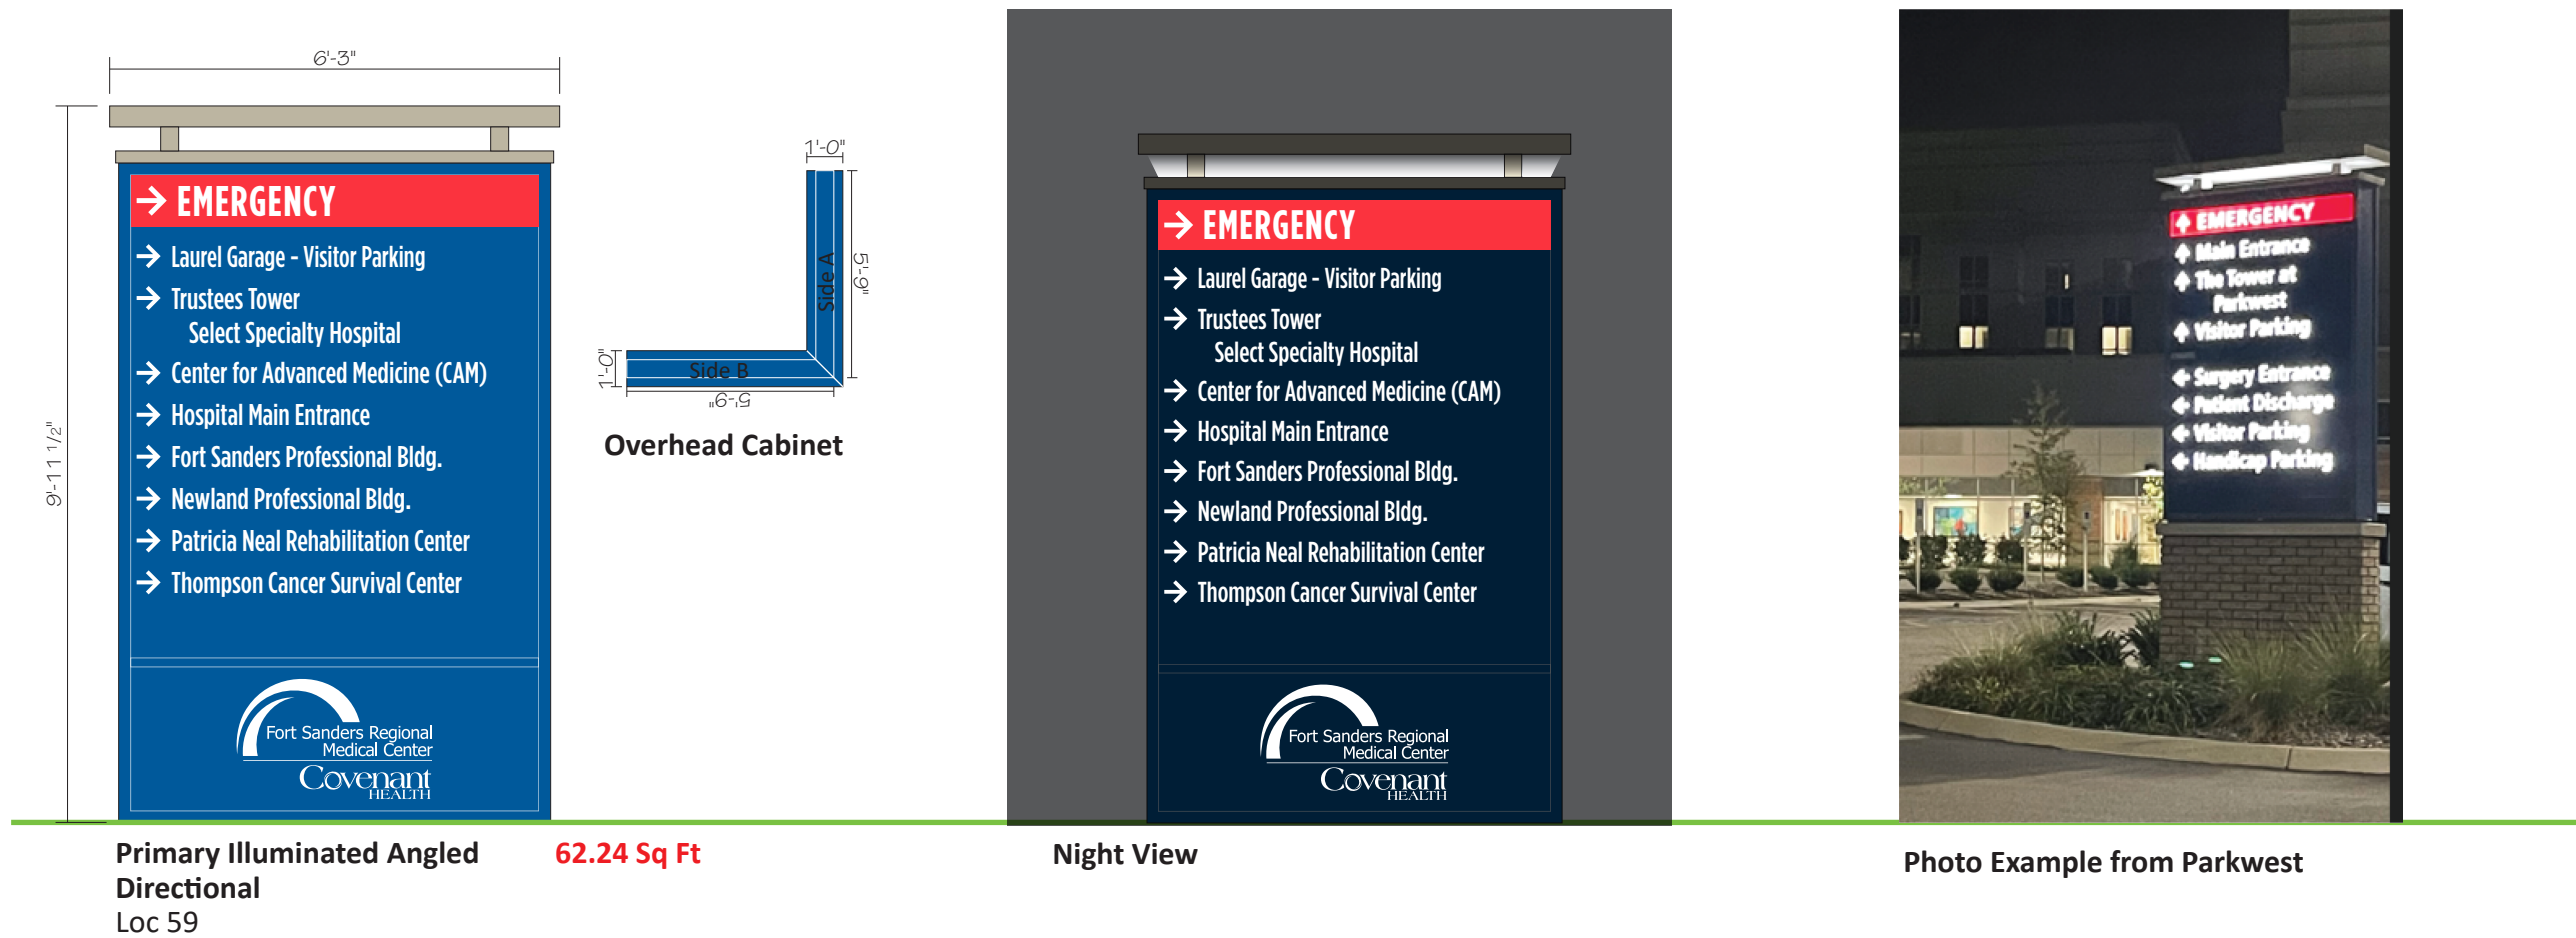 6'-3"
9'-11 1/2"
→ EMERGENCY
→ Laurel Garage - Visitor Parking
→ Trustees Tower
Select Specialty Hospital
→ Center for Advanced Medicine (CAM)
→ Hospital Main Entrance
→ Fort Sanders Professional Bldg.
→ Newland Professional Bldg.
→ Patricia Neal Rehabilitation Center
→ Thompson Cancer Survival Center
Fort Sanders Regional
Medical Center
Covenant
HEALTH
Primary Illuminated Angled
Directional
Loc 59
62.24 Sq Ft
1'-0"
Side A
5'-9"
1'-0"
Side B
5'-9"
Overhead Cabinet
→ EMERGENCY
→ Laurel Garage - Visitor Parking
→ Trustees Tower
Select Specialty Hospital
→ Center for Advanced Medicine (CAM)
→ Hospital Main Entrance
→ Fort Sanders Professional Bldg.
→ Newland Professional Bldg.
→ Patricia Neal Rehabilitation Center
→ Thompson Cancer Survival Center
Fort Sanders Regional
Medical Center
Covenant
HEALTH
Night View
↑ EMERGENCY
↑ Main Entrance
↑ The Tower at
Parkwest
↑ Visitor Parking
← Surgery Entrance
← Patient Discharge
← Visitor Parking
← Handicap Parking
Photo Example from Parkwest